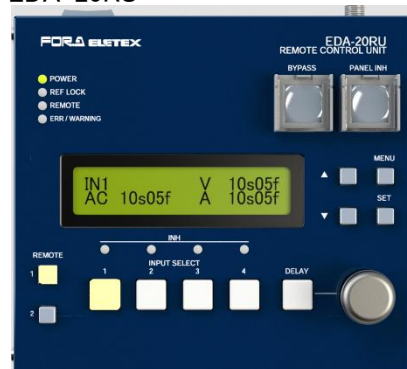 EDA-20RU
FOR.A ELETEX
EDA-20RU
REMOTE CONTROL UNIT
BYPASS
PANEL INH
POWER
REF LOCK
REMOTE
ERR / WARNING
IN1 V 10s05f
AC 10s05f A 10s05f
MENU
SET
INH
REMOTE
INPUT SELECT
1
1
2
3
4
DELAY
2